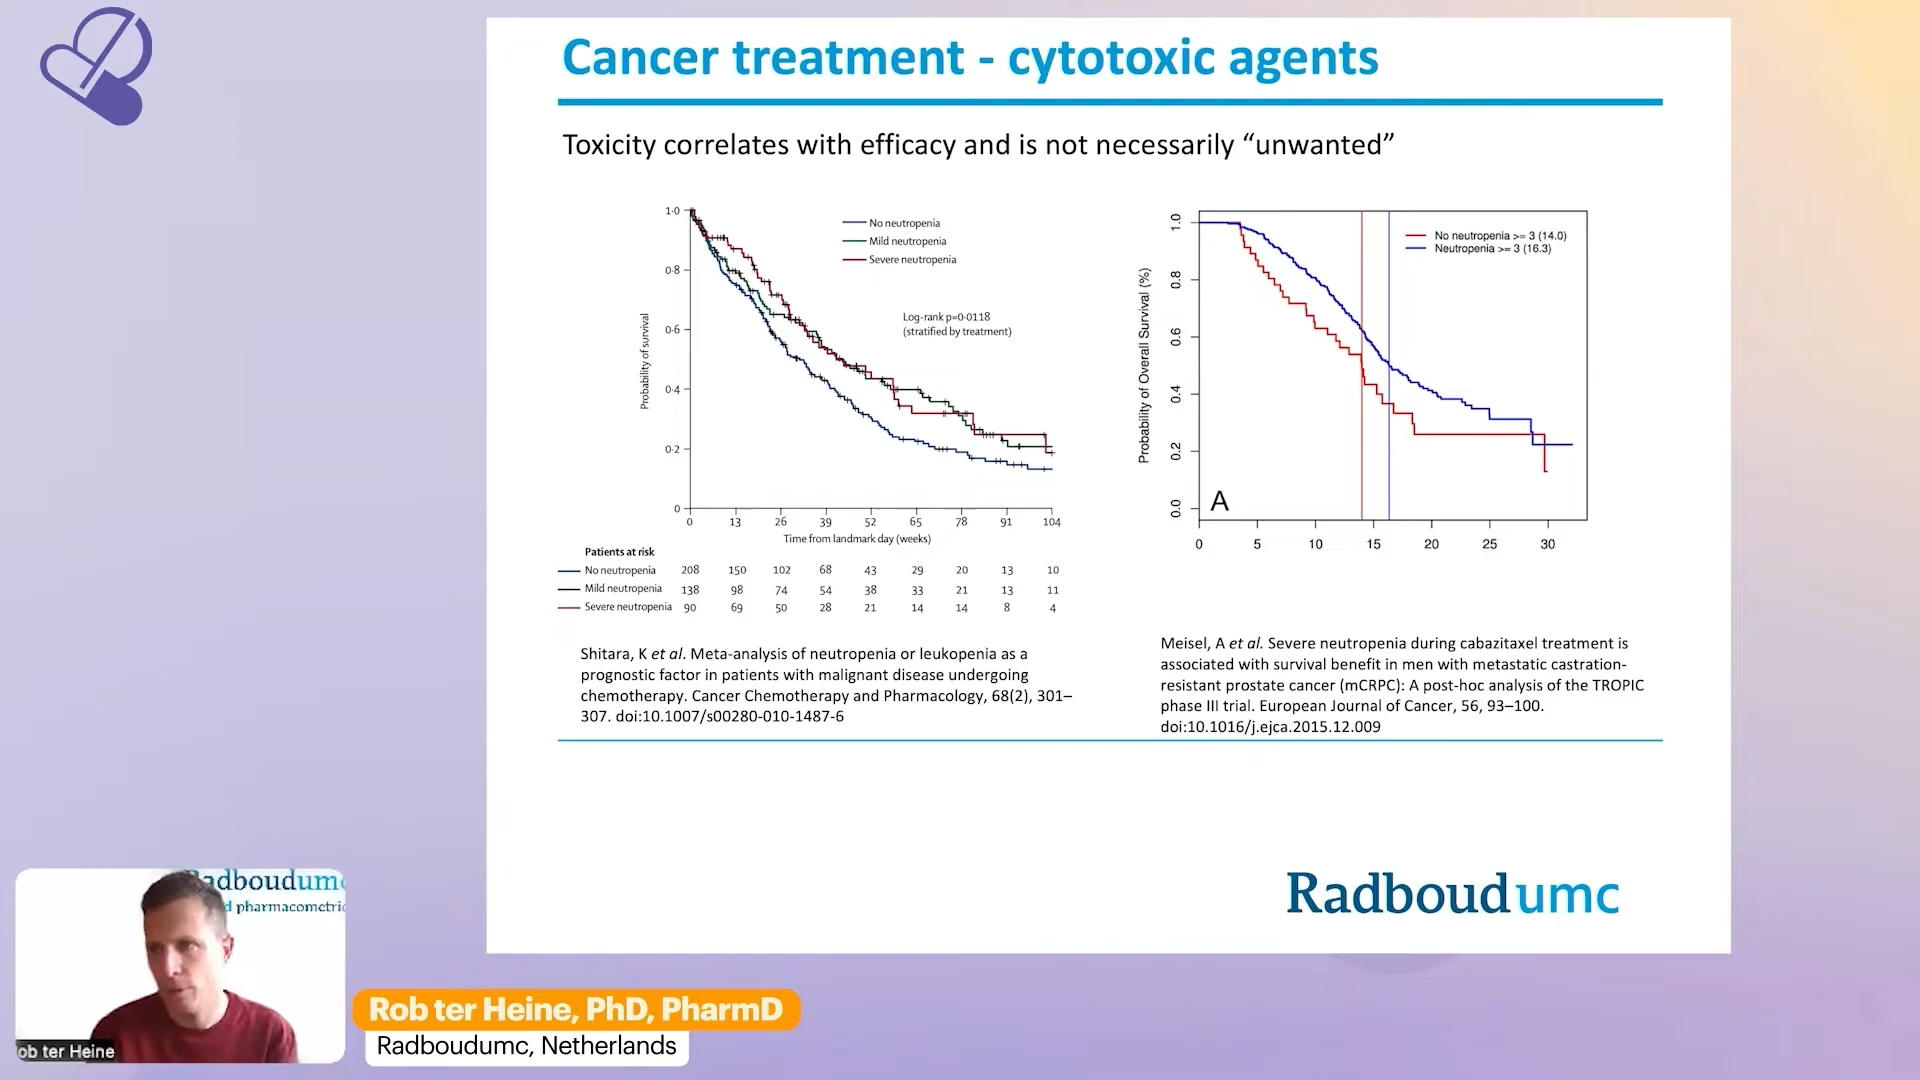 Cancer treatment - cytotoxic agents
Toxicity correlates with efficacy and is not necessarily “unwanted”
1·0
0·8
0·6
0·4
0·2
0
Probability of survival
No neutropenia
Mild neutropenia
Severe neutropenia
Log-rank p=0·0118
(stratified by treatment)
0 13 26 39 52 65 78 91 104
Time from landmark day (weeks)
Patients at risk
No neutropenia 208 150 102 68 43 29 20 13 10
Mild neutropenia 138 98 74 54 38 33 21 13 11
Severe neutropenia 90 69 50 28 21 14 14 8 4
Shitara, K et al. Meta-analysis of neutropenia or leukopenia as a
prognostic factor in patients with malignant disease undergoing
chemotherapy. Cancer Chemotherapy and Pharmacology, 68(2), 301–
307. doi:10.1007/s00280-010-1487-6
1.0
0.8
0.6
0.4
0.2
0.0
Probability of Overall Survival (%)
No neutropenia >= 3 (14.0)
Neutropenia >= 3 (16.3)
A
0 5 10 15 20 25 30
Meisel, A et al. Severe neutropenia during cabazitaxel treatment is
associated with survival benefit in men with metastatic castration-
resistant prostate cancer (mCRPC): A post-hoc analysis of the TROPIC
phase III trial. European Journal of Cancer, 56, 93–100.
doi:10.1016/j.ejca.2015.12.009
Radboudumc
Radboudumc
d pharmacometric
ob ter Heine
Rob ter Heine, PhD, PharmD
Radboudumc, Netherlands